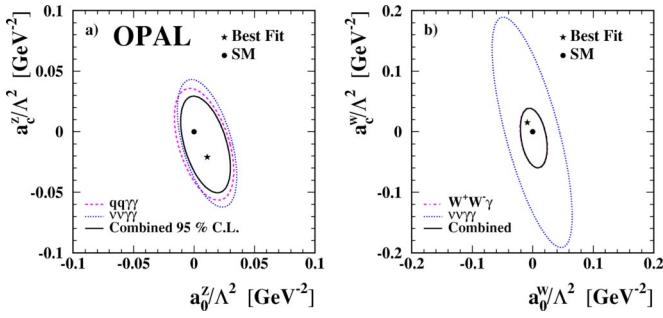 a) OPAL
★ Best Fit
● SM
a_c^z/Λ² [GeV⁻²]
0.1
0.05
0
-0.05
-0.1
qqγγ
ννγγ
Combined 95 % C.L.
-0.1 -0.05 0 0.05 0.1
a_0^z/Λ² [GeV⁻²]
b)
★ Best Fit
● SM
a_c^w/Λ² [GeV⁻²]
0.2
0.1
0
-0.1
-0.2
W⁺W⁻γ
ννγγ
Combined
-0.2 -0.1 0 0.1 0.2
a_0^w/Λ² [GeV⁻²]